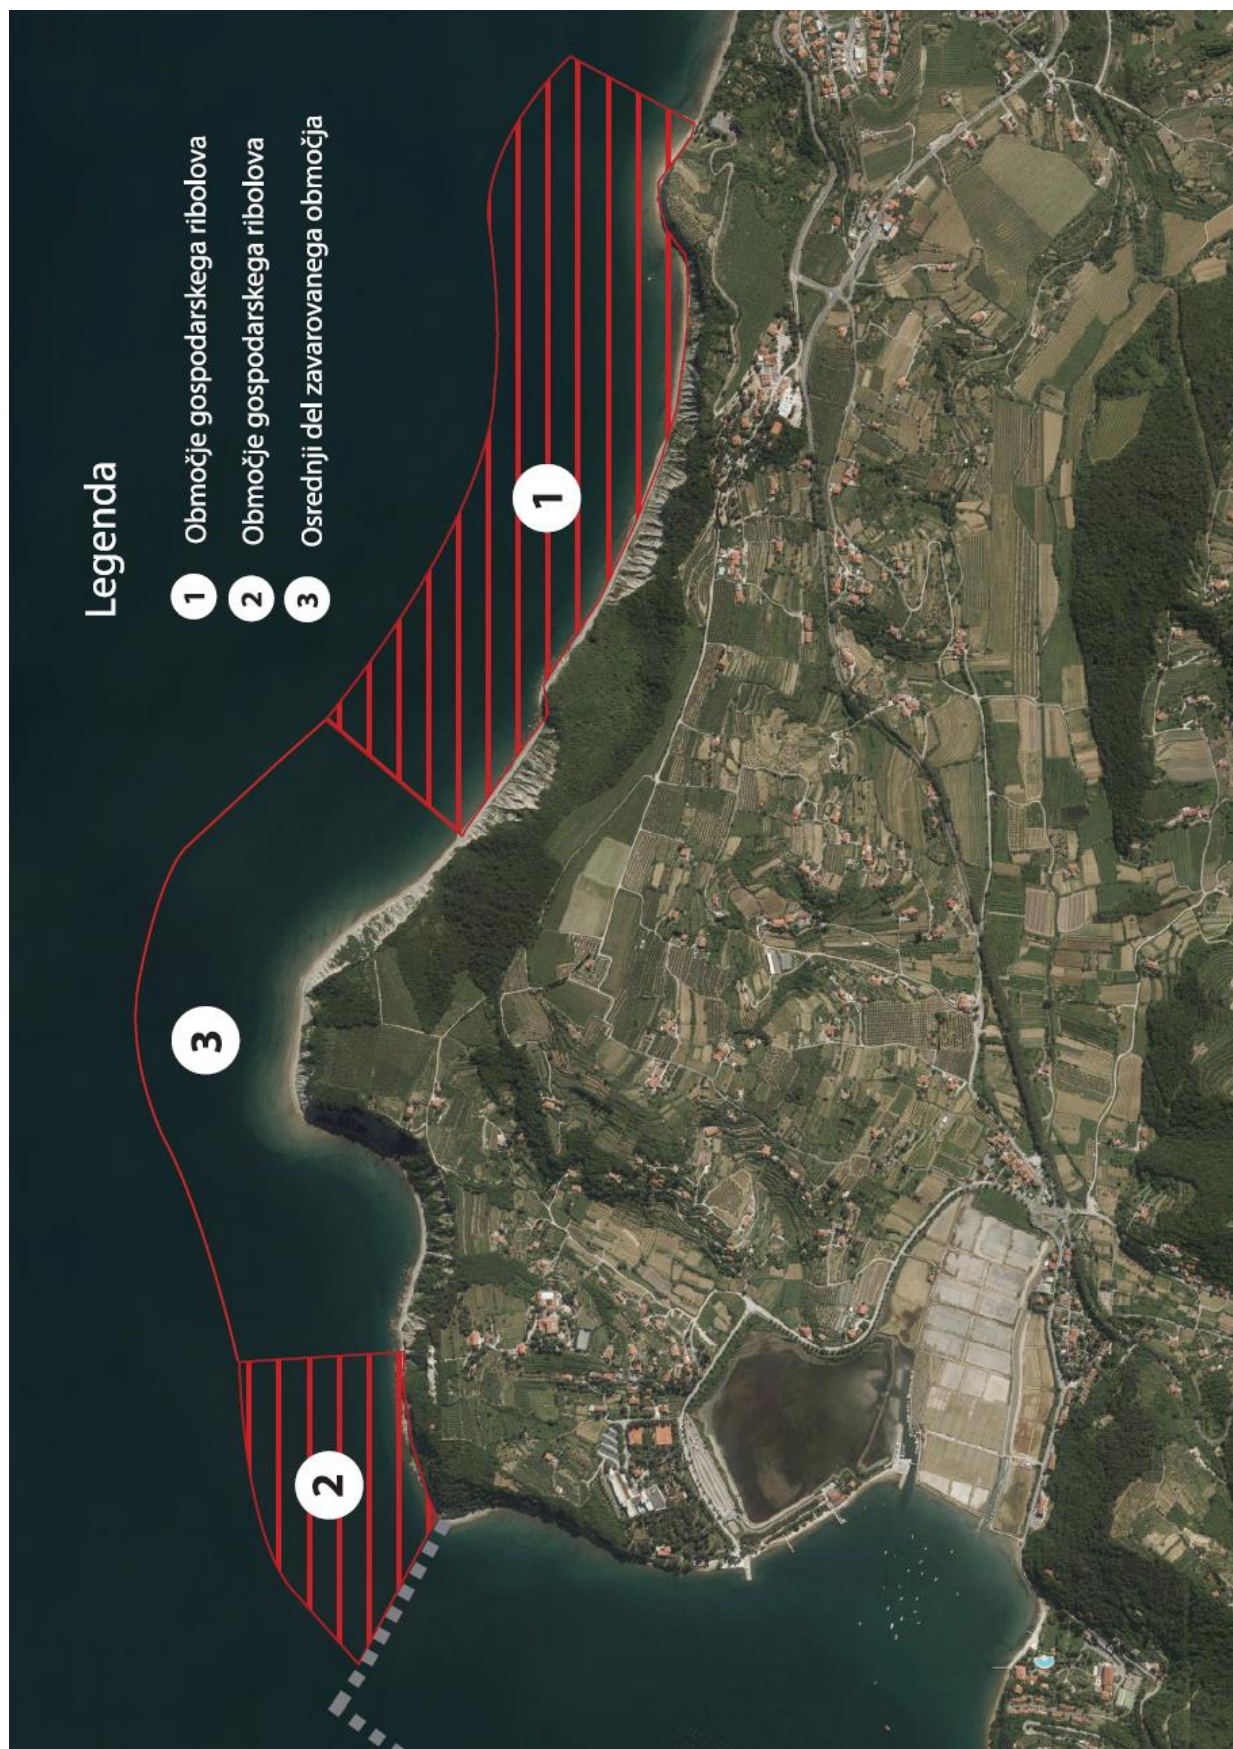 Legenda
1 Območje gospodarskega ribolova
2 Območje gospodarskega ribolova
3 Osrednji del zavarovanega območja
1
3
2